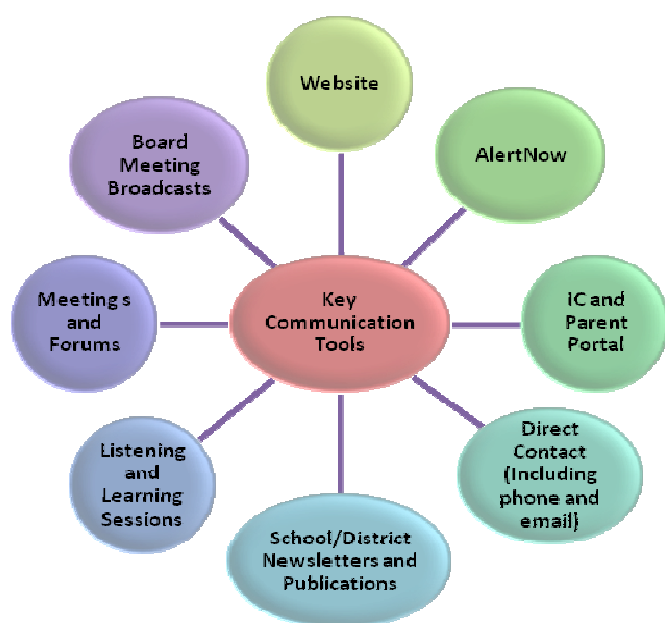 Website
AlertNow
IC and
Parent
Portal
Direct
Contact
(Including
phone and
email)
School/District
Newsletters and
Publications
Listening
and
Learning
Sessions
Meetings
and
Forums
Board
Meeting
Broadcasts
Key
Communication
Tools